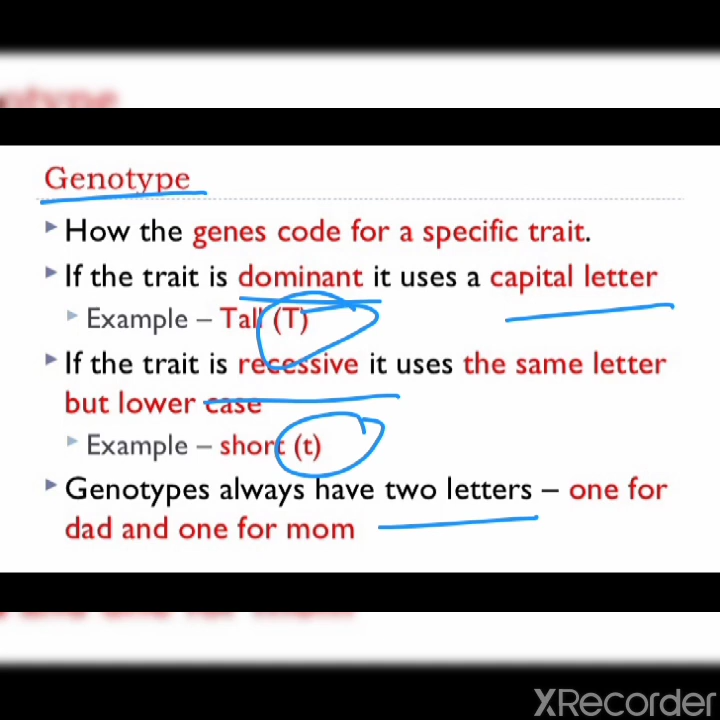 Genotype
How the genes code for a specific trait.
If the trait is dominant it uses a capital letter
Example – Tall (T)
If the trait is recessive it uses the same letter
but lower case
Example – short (t)
Genotypes always have two letters – one for
dad and one for mom
XRecorder